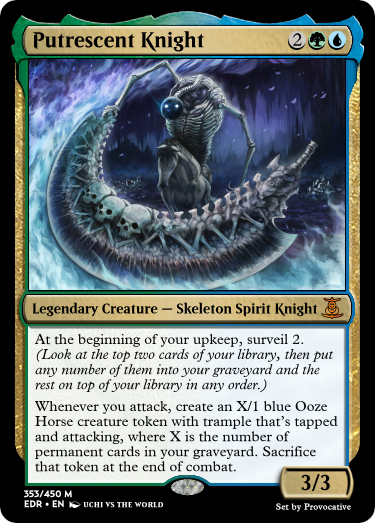 Putrescent Knight 2
Legendary Creature — Skeleton Spirit Knight
At the beginning of your upkeep, surveil 2.
(Look at the top two cards of your library, then put
any number of them into your graveyard and the
rest on top of your library in any order.)
Whenever you attack, create an X/1 blue Ooze
Horse creature token with trample that's tapped
and attacking, where X is the number of
permanent cards in your graveyard. Sacrifice
that token at the end of combat.
3/3
353/450 M
EDR • EN UCHI VS THE WORLD
Set by Provocative